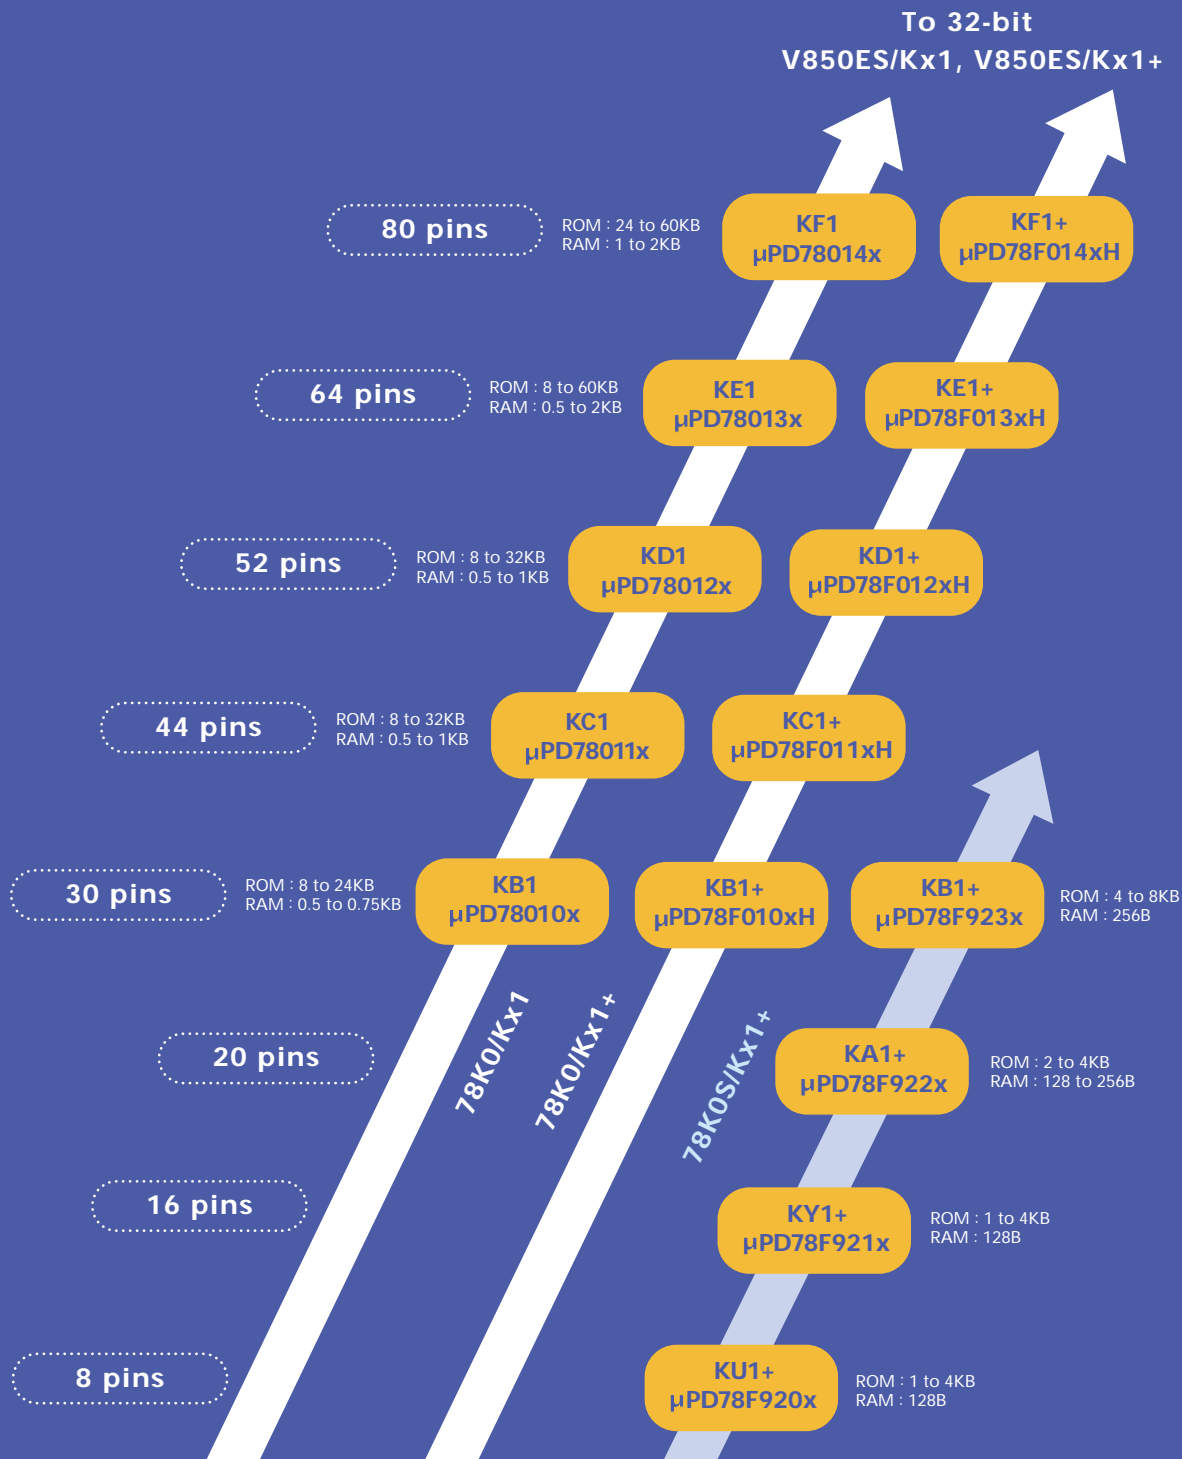 To 32-bit
V850ES/Kx1, V850ES/Kx1+
80 pins
ROM : 24 to 60KB
RAM : 1 to 2KB
KF1
µPD78014x
KF1+
µPD78F014xH
64 pins
ROM : 8 to 60KB
RAM : 0.5 to 2KB
KE1
µPD78013x
KE1+
µPD78F013xH
52 pins
ROM : 8 to 32KB
RAM : 0.5 to 1KB
KD1
µPD78012x
KD1+
µPD78F012xH
44 pins
ROM : 8 to 32KB
RAM : 0.5 to 1KB
KC1
µPD78011x
KC1+
µPD78F011xH
30 pins
ROM : 8 to 24KB
RAM : 0.5 to 0.75KB
KB1
µPD78010x
KB1+
µPD78F010xH
KB1+
µPD78F923x
ROM : 4 to 8KB
RAM : 256B
78K0/Kx1
78K0/Kx1+
78K0S/Kx1+
20 pins
KA1+
µPD78F922x
ROM : 2 to 4KB
RAM : 128 to 256B
16 pins
KY1+
µPD78F921x
ROM : 1 to 4KB
RAM : 128B
8 pins
KU1+
µPD78F920x
ROM : 1 to 4KB
RAM : 128B